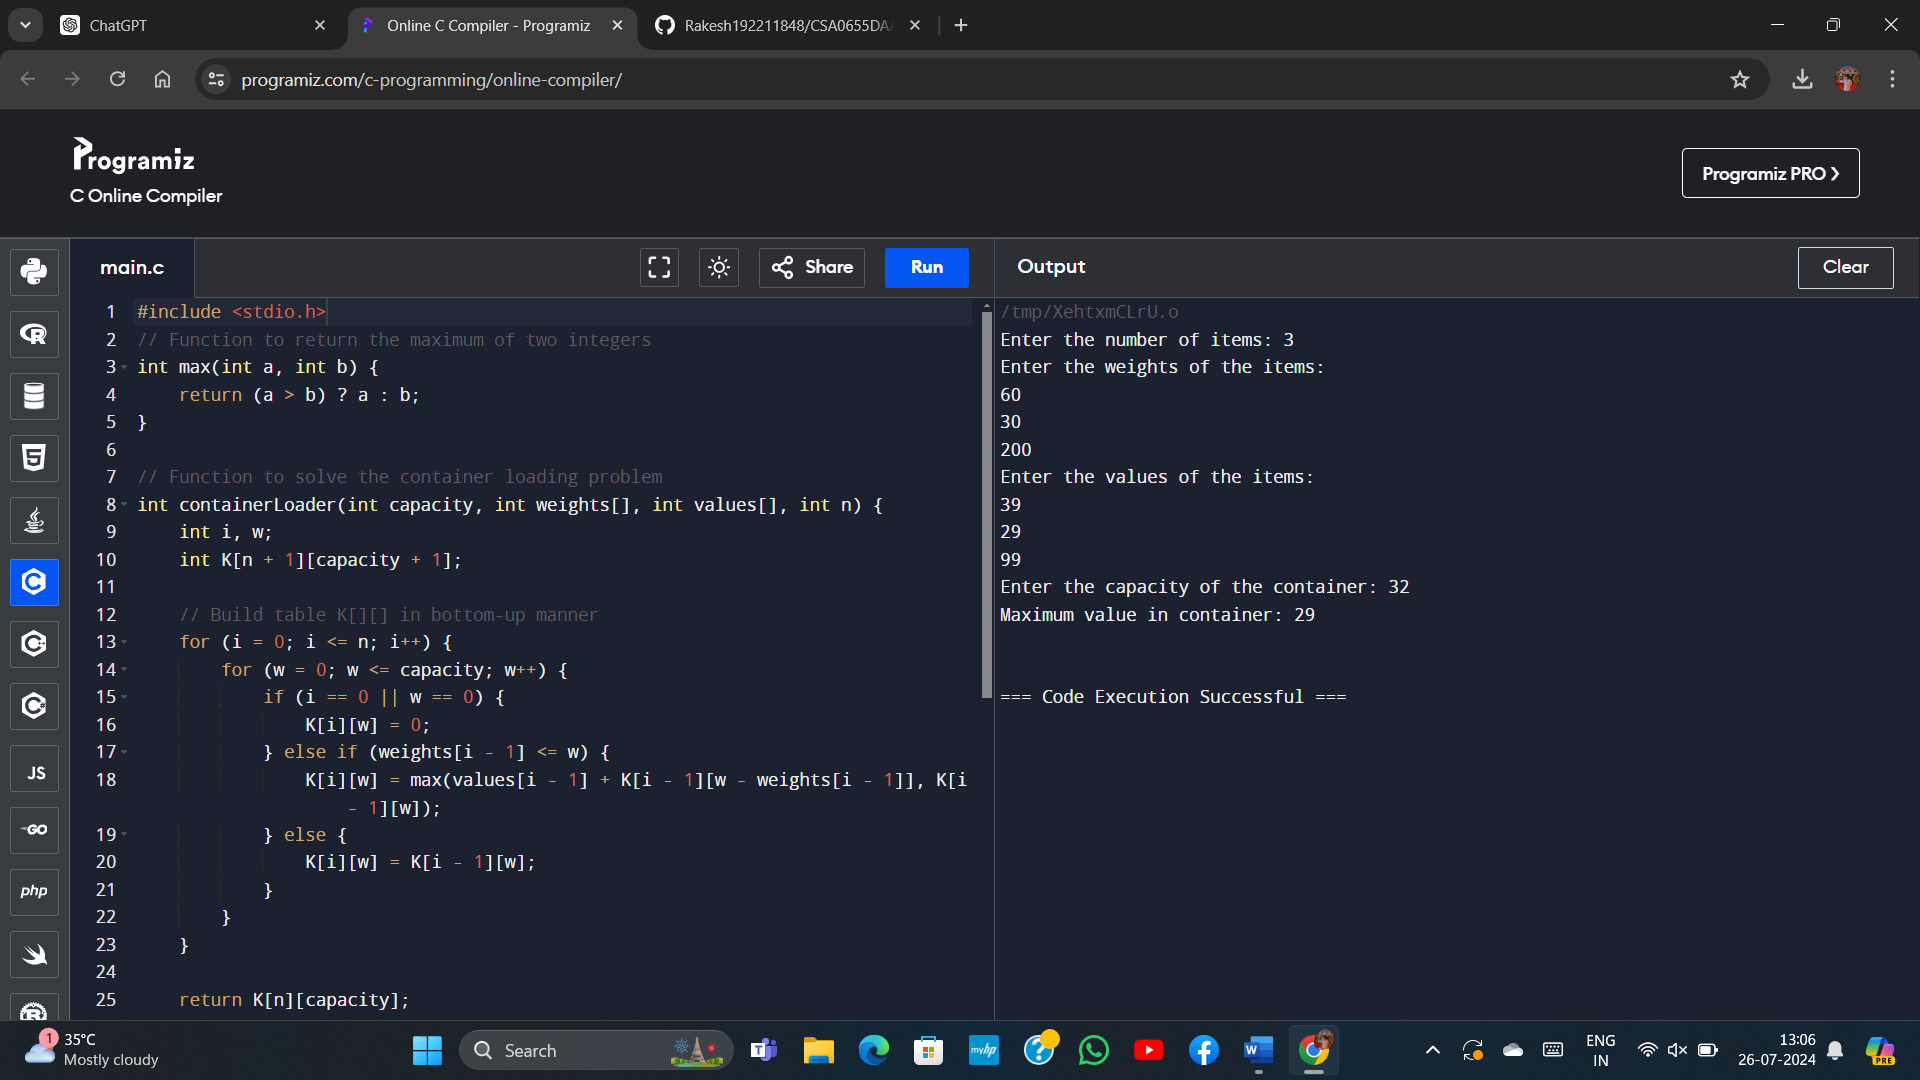 ChatGPT
Online C Compiler - Programiz
Rakesh192211848/CSA0655DA
programiz.com/c-programming/online-compiler/
Programiz
C Online Compiler
Programiz PRO ❯
main.c
Share
Run
Output
Clear
1 #include <stdio.h>
2 // Function to return the maximum of two integers
3 int max(int a, int b) {
4     return (a > b) ? a : b;
5 }
6
7 // Function to solve the container loading problem
8 int containerLoader(int capacity, int weights[], int values[], int n) {
9     int i, w;
10     int K[n + 1][capacity + 1];
11
12     // Build table K[][] in bottom-up manner
13     for (i = 0; i <= n; i++) {
14         for (w = 0; w <= capacity; w++) {
15             if (i == 0 || w == 0) {
16                 K[i][w] = 0;
17             } else if (weights[i - 1] <= w) {
18                 K[i][w] = max(values[i - 1] + K[i - 1][w - weights[i - 1]], K[i
- 1][w]);
19             } else {
20                 K[i][w] = K[i - 1][w];
21             }
22         }
23     }
24
25     return K[n][capacity];
/tmp/XehtxmCLrU.o
Enter the number of items: 3
Enter the weights of the items:
60
30
200
Enter the values of the items:
39
29
99
Enter the capacity of the container: 32
Maximum value in container: 29
=== Code Execution Successful ===
JS
GO
php
1
35°C
Mostly cloudy
Search
myhp
W
PRE
ENG
IN
13:06
26-07-2024